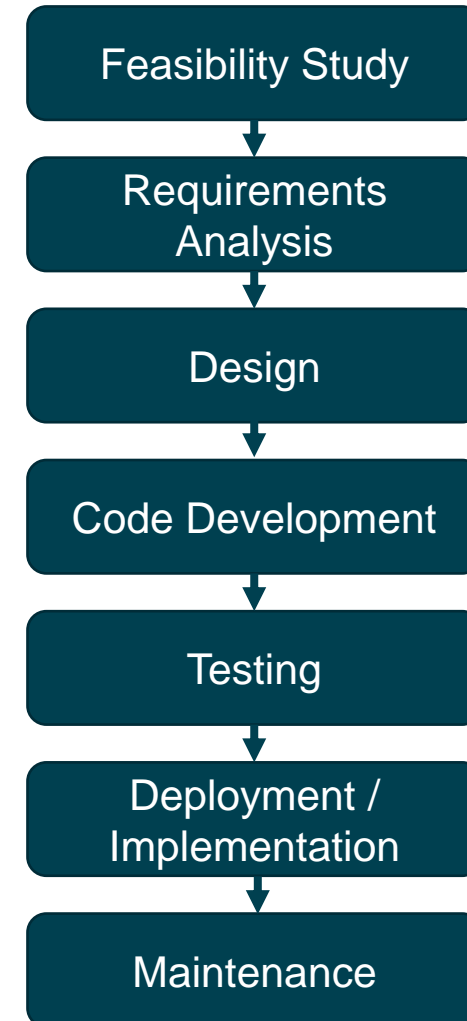 Feasibility Study
Requirements
Analysis
Design
Code Development
Testing
Deployment /
Implementation
Maintenance